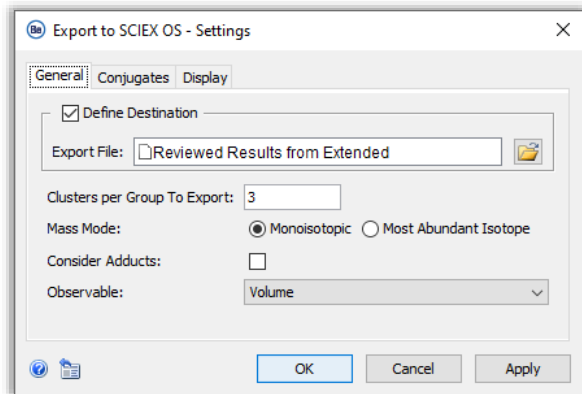 Be Export to SCIEX OS - Settings
General Conjugates Display
Define Destination
Export File: Reviewed Results from Extended
Clusters per Group To Export: 3
Mass Mode: Monoisotopic Most Abundant Isotope
Consider Adducts:
Observable: Volume
OK Cancel Apply